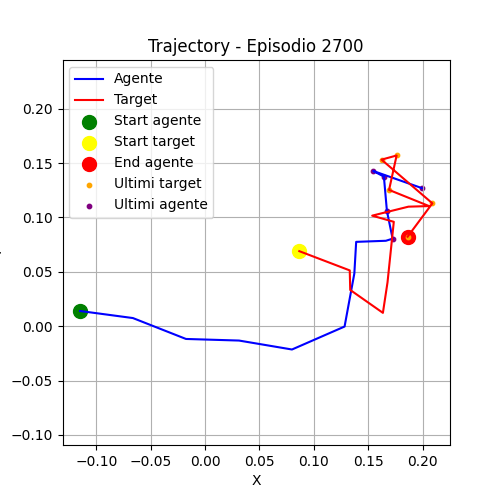 Trajectory - Episodio 2700
Agente
Target
Start agente
Start target
End agente
Ultimi target
Ultimi agente
0.20
0.15
0.10
0.05
0.00
−0.05
−0.10
−0.10
−0.05
0.00
0.05
0.10
0.15
0.20
X